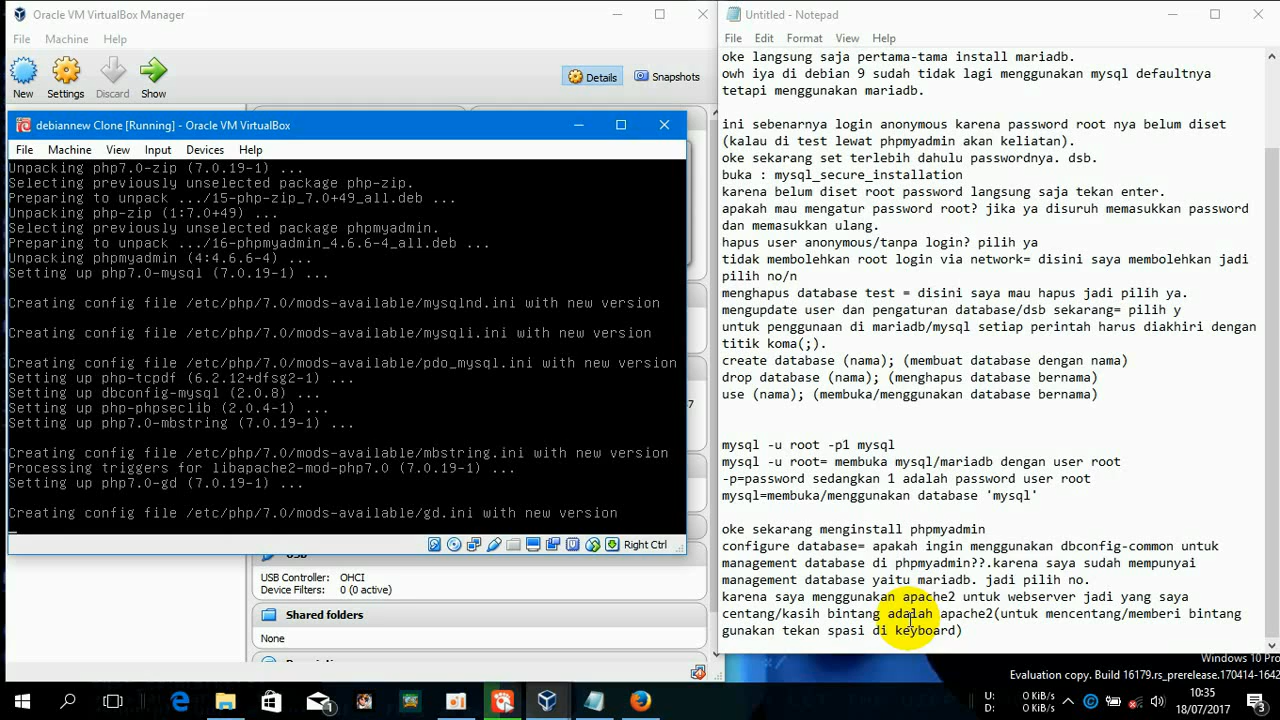 Oracle VM VirtualBox Manager
File Machine Help
New Settings Discard Show
Details Snapshots
debiannew Clone [Running] - Oracle VM VirtualBox
File Machine View Input Devices Help
Unpacking php7.0-zip (7.0.19-1) ...
Selecting previously unselected package php-zip.
Preparing to unpack .../15-php-zip_7.0+49_all.deb ...
Unpacking php-zip (1:7.0+49) ...
Selecting previously unselected package phpmyadmin.
Preparing to unpack .../16-phpmyadmin_4.6.6-4_all.deb ...
Unpacking phpmyadmin (4:4.6.6-4) ...
Setting up php7.0-mysql (7.0.19-1) ...
Creating config file /etc/php/7.0/mods-available/mysqlnd.ini with new version
Creating config file /etc/php/7.0/mods-available/mysqli.ini with new version
Creating config file /etc/php/7.0/mods-available/pdo_mysql.ini with new version
Setting up php-tcpdf (6.2.12+dfsg2-1) ...
Setting up dbconfig-mysql (2.0.8) ...
Setting up php-phpseclib (2.0.4-1) ...
Setting up php7.0-mbstring (7.0.19-1) ...
Creating config file /etc/php/7.0/mods-available/mbstring.ini with new version
Processing triggers for libapache2-mod-php7.0 (7.0.19-1) ...
Setting up php7.0-gd (7.0.19-1) ...
Creating config file /etc/php/7.0/mods-available/gd.ini with new version
Right Ctrl
USB Controller: OHCI
Device Filters: 0 (0 active)
Shared folders
None
Untitled - Notepad
File Edit Format View Help
oke langsung saja pertama-tama install mariadb.
owh iya di debian 9 sudah tidak lagi menggunakan mysql defaultnya
tetapi menggunakan mariadb.
ini sebenarnya login anonymous karena password root nya belum diset
(kalau di test lewat phpmyadmin akan keliatan).
oke sekarang set terlebih dahulu passwordnya. dsb.
buka : mysql_secure_installation
karena belum diset root password langsung saja tekan enter.
apakah mau mengatur password root? jika ya disuruh memasukkan password
dan memasukkan ulang.
hapus user anonymous/tanpa login? pilih ya
tidak membolehkan root login via network= disini saya membolehkan jadi
pilih no/n
menghapus database test = disini saya mau hapus jadi pilih ya.
mengupdate user dan pengaturan database/dsb sekarang= pilih y
untuk penggunaan di mariadb/mysql setiap perintah harus diakhiri dengan
titik koma(;).
create database (nama); (membuat database dengan nama)
drop database (nama); (menghapus database bernama)
use (nama); (membuka/menggunakan database bernama)
mysql -u root -p1 mysql
mysql -u root= membuka mysql/mariadb dengan user root
-p=password sedangkan 1 adalah password user root
mysql=membuka/menggunakan database 'mysql'
oke sekarang menginstall phpmyadmin
configure database= apakah ingin menggunakan dbconfig-common untuk
management database di phpmyadmin??.karena saya sudah mempunyai
management database yaitu mariadb. jadi pilih no.
karena saya menggunakan apache2 untuk webserver jadi yang saya
centang/kasih bintang adalah apache2(untuk mencentang/memberi bintang
gunakan tekan spasi di keyboard)
Windows 10 Pro
Evaluation copy. Build 16179.rs_prerelease.170414-1642
U: 0 KiB/s
D: 0 KiB/s
10:35
18/07/2017